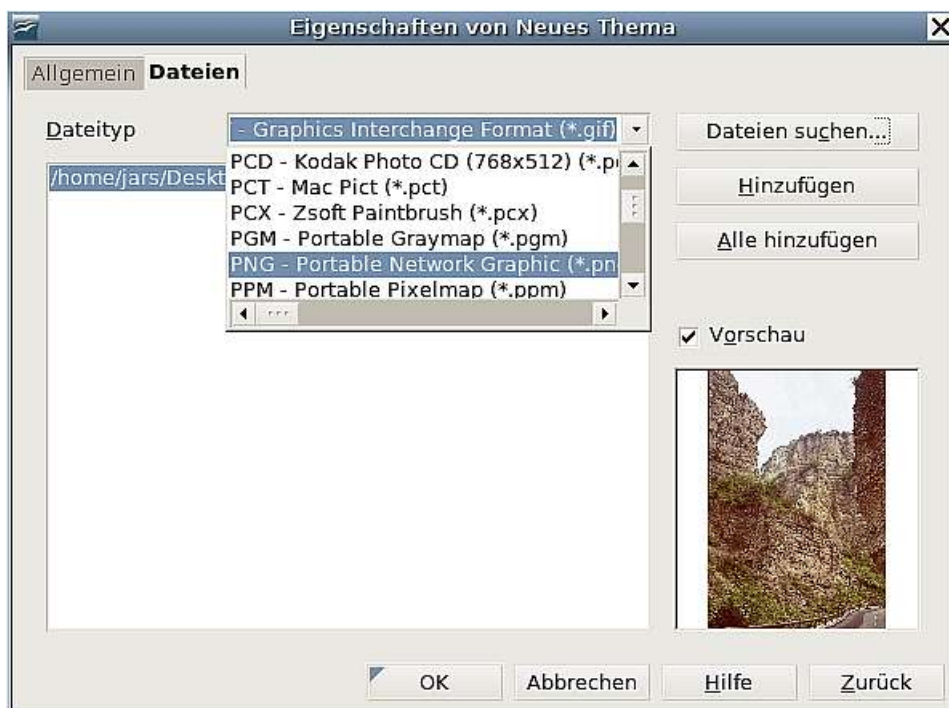 Eigenschaften von Neues Thema
Allgemein Dateien
Dateityp
- Graphics Interchange Format (*.gif)
Dateien suchen...
/home/jars/Deskt
PCD - Kodak Photo CD (768x512) (*.p
PCT - Mac Pict (*.pct)
PCX - Zsoft Paintbrush (*.pcx)
PGM - Portable Graymap (*.pgm)
PNG - Portable Network Graphic (*.pn
PPM - Portable Pixelmap (*.ppm)
Hinzufügen
Alle hinzufügen
Vorschau
OK Abbrechen Hilfe Zurück